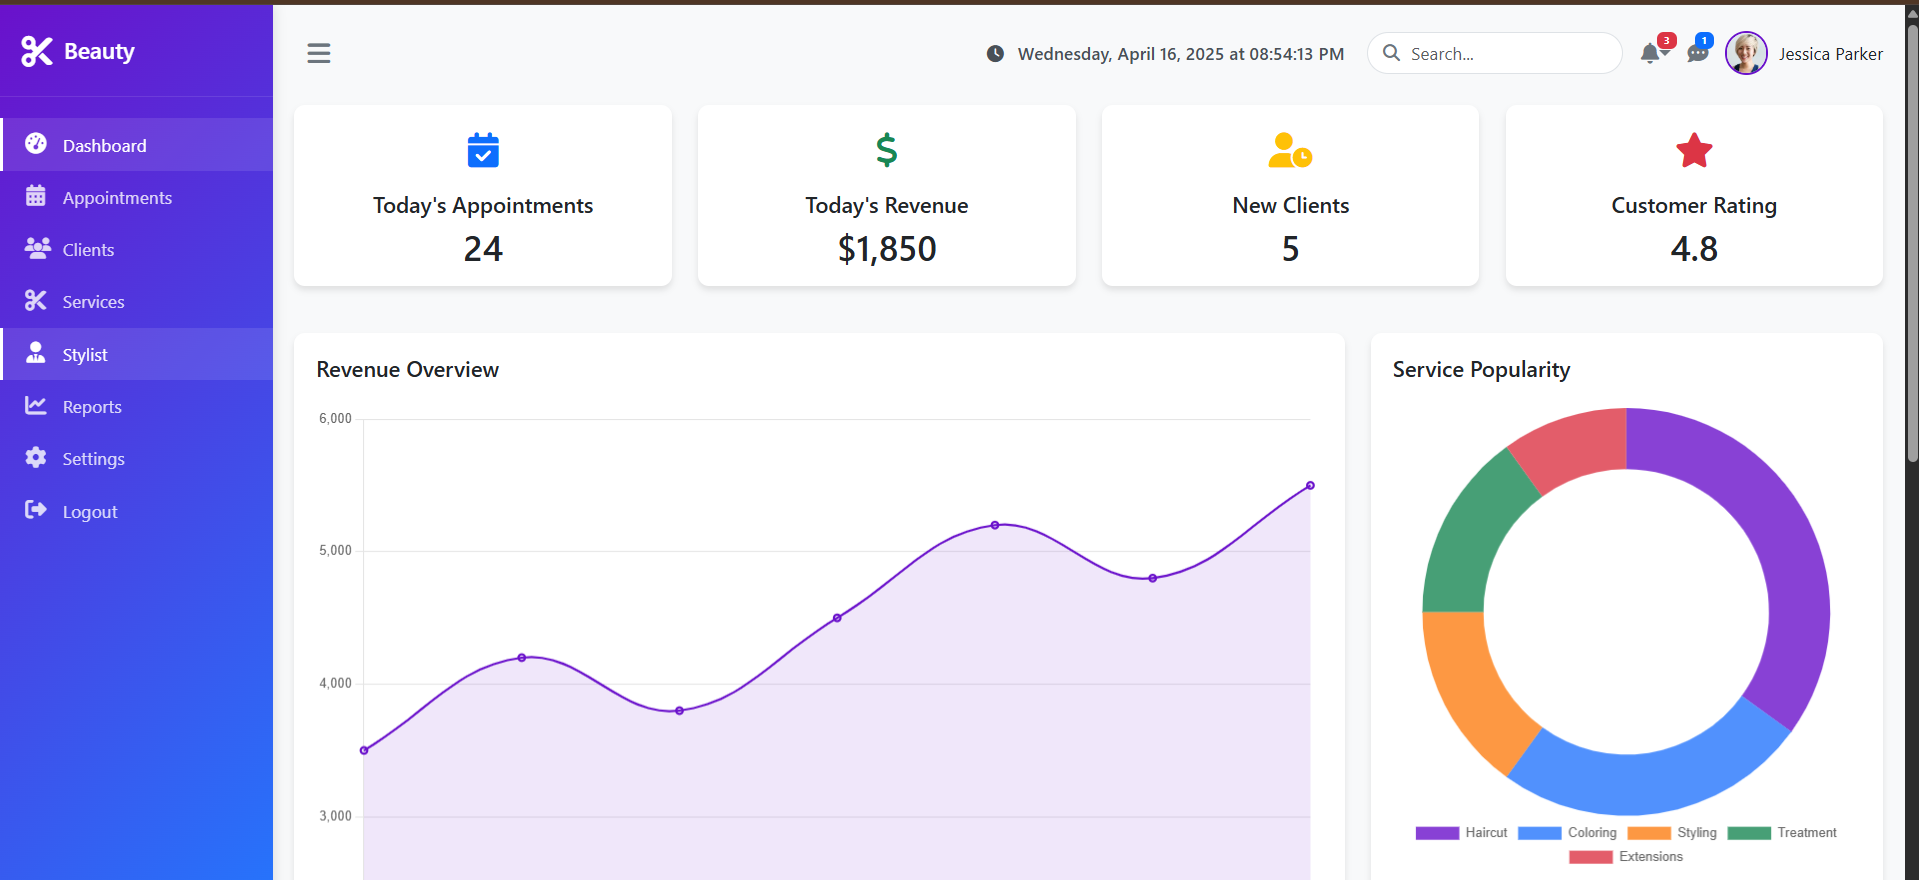 Beauty
Dashboard
Appointments
Clients
Services
Stylist
Reports
Settings
Logout
Wednesday, April 16, 2025 at 08:54:13 PM
Search...
3
1
Jessica Parker
Today's Appointments
24
Today's Revenue
$1,850
New Clients
5
Customer Rating
4.8
Revenue Overview
6,000
5,000
4,000
3,000
Service Popularity
Haircut Coloring Styling Treatment
Extensions